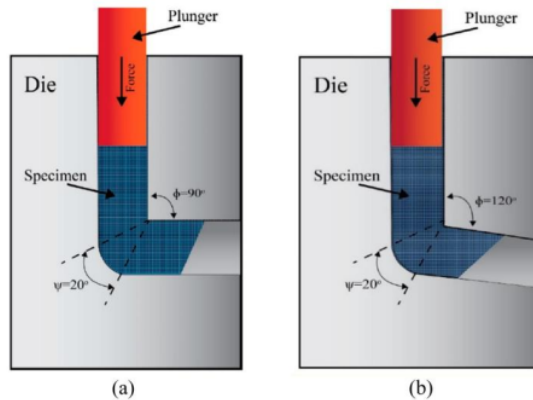 Plunger
Die
Force
Specimen
ϕ=90°
ψ=20°
(a)
Plunger
Die
Force
Specimen
ϕ=120°
ψ=20°
(b)